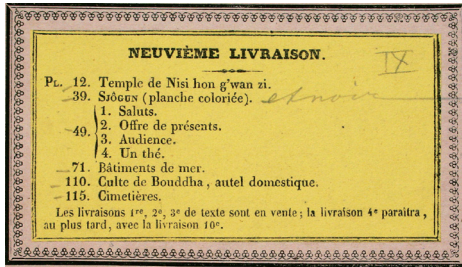 NEUVIÈME LIVRAISON.
IX
PL. 12. Temple de Nisi hon g'wan zi.
39. SJŌGUN (planche coloriée). et noir
49. 1. Saluts.
2. Offre de présents.
3. Audience.
4. Un thé.
71. Bâtiments de mer.
110. Culte de Bouddha, autel domestique.
115. Cimetières.
Les livraisons 1re, 2e, 3e de texte sont en vente; la livraison 4e paraîtra,
au plus tard, avec la livraison 10e.